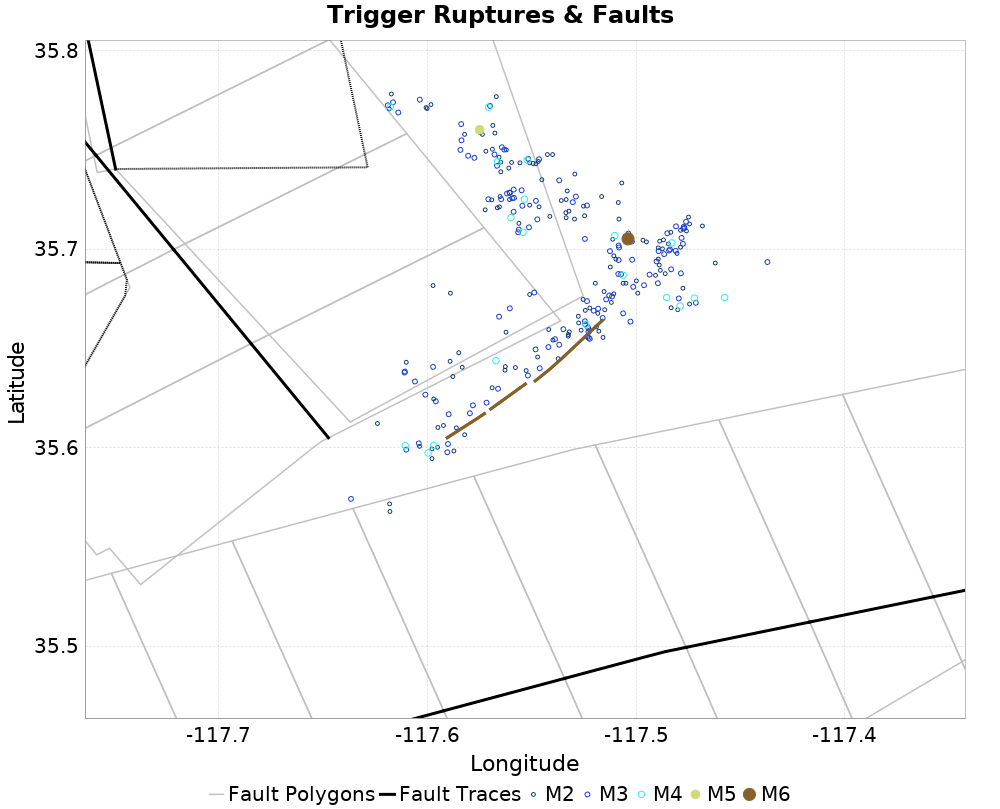 Trigger Ruptures & Faults
35.8
35.7
35.6
35.5
Latitude
-117.7 -117.6 -117.5 -117.4
Longitude
Fault Polygons Fault Traces M2 M3 M4 M5 M6